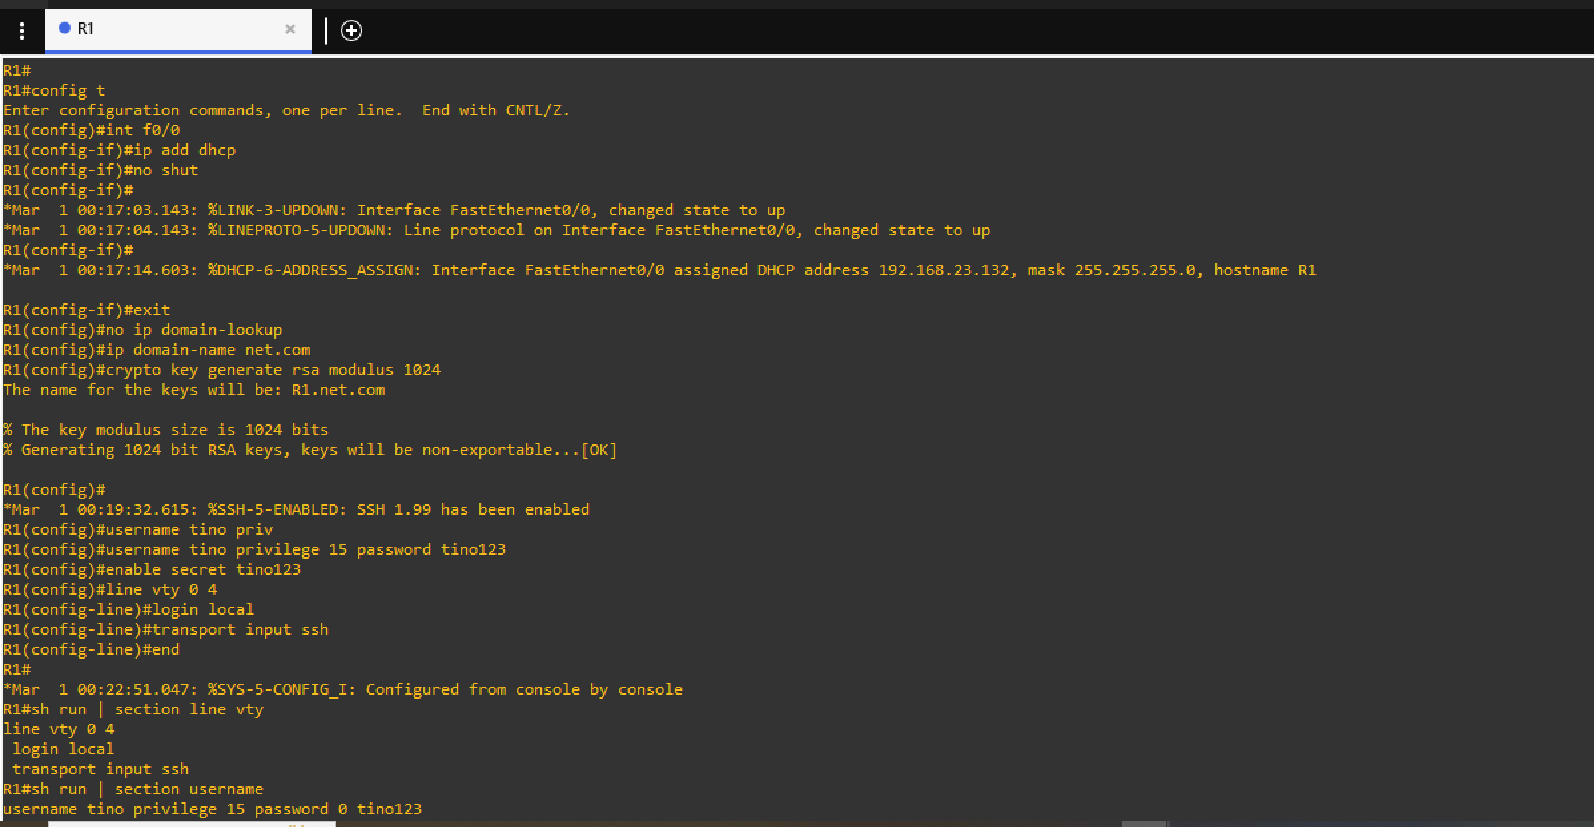 R1
R1#
R1#config t
Enter configuration commands, one per line.  End with CNTL/Z.
R1(config)#int f0/0
R1(config-if)#ip add dhcp
R1(config-if)#no shut
R1(config-if)#
*Mar  1 00:17:03.143: %LINK-3-UPDOWN: Interface FastEthernet0/0, changed state to up
*Mar  1 00:17:04.143: %LINEPROTO-5-UPDOWN: Line protocol on Interface FastEthernet0/0, changed state to up
R1(config-if)#
*Mar  1 00:17:14.603: %DHCP-6-ADDRESS_ASSIGN: Interface FastEthernet0/0 assigned DHCP address 192.168.23.132, mask 255.255.255.0, hostname R1
R1(config-if)#exit
R1(config)#no ip domain-lookup
R1(config)#ip domain-name net.com
R1(config)#crypto key generate rsa modulus 1024
The name for the keys will be: R1.net.com
% The key modulus size is 1024 bits
% Generating 1024 bit RSA keys, keys will be non-exportable...[OK]
R1(config)#
*Mar  1 00:19:32.615: %SSH-5-ENABLED: SSH 1.99 has been enabled
R1(config)#username tino priv
R1(config)#username tino privilege 15 password tino123
R1(config)#enable secret tino123
R1(config)#line vty 0 4
R1(config-line)#login local
R1(config-line)#transport input ssh
R1(config-line)#end
R1#
*Mar  1 00:22:51.047: %SYS-5-CONFIG_I: Configured from console by console
R1#sh run | section line vty
line vty 0 4
 login local
 transport input ssh
R1#sh run | section username
username tino privilege 15 password 0 tino123